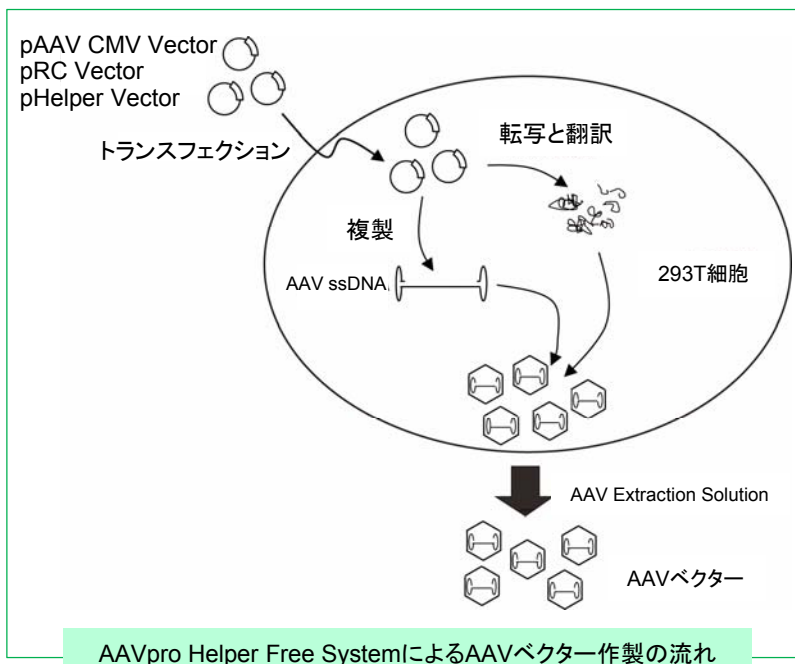 pAAV CMV Vector
pRC Vector
pHelper Vector
トランスフェクション
転写と翻訳
複製
AAV ssDNA
293T細胞
AAV Extraction Solution
AAVベクター
AAVpro Helper Free SystemによるAAVベクター作製の流れ